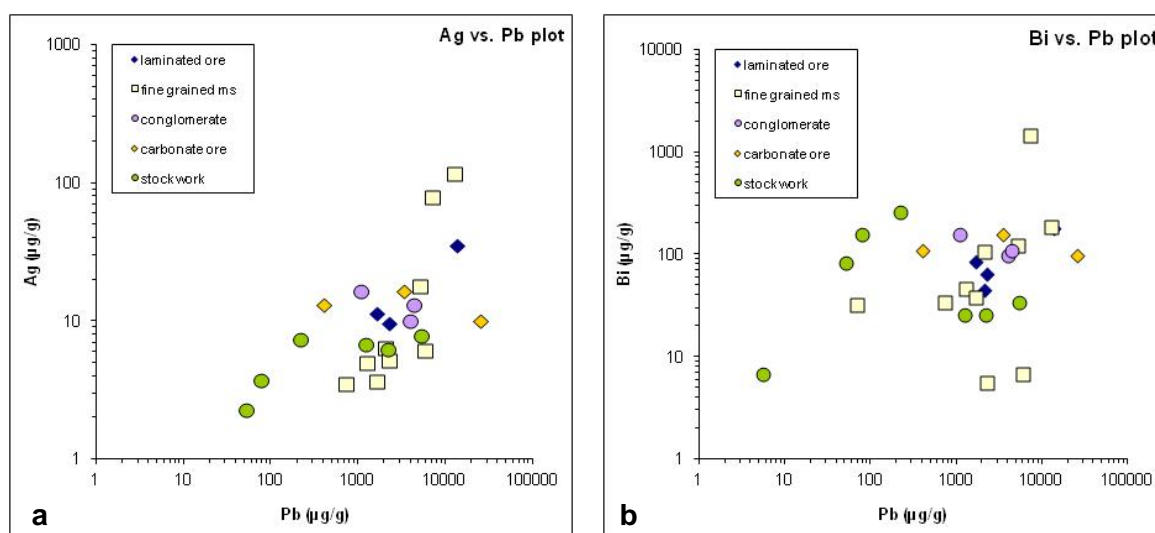 Ag vs. Pb plot
1000
100
10
1
Ag (µg/g)
laminated ore
fine grained ms
conglomerate
carbonate ore
stockwork
1 10 100 1000 10000 100000
Pb (µg/g)
a
Bi vs. Pb plot
10000
1000
100
10
1
Bi (µg/g)
laminated ore
fine grained ms
conglomerate
carbonate ore
stockwork
1 10 100 1000 10000 100000
Pb (µg/g)
b